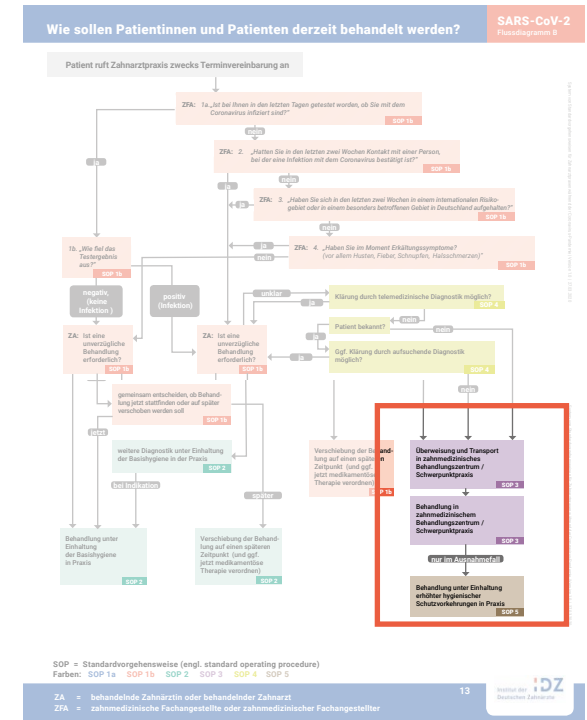 Wie sollen Patientinnen und Patienten derzeit behandelt werden?
SARS-CoV-2
Flussdiagramm B
Patient ruft Zahnarztpraxis zwecks Terminvereinbarung an
ZFA: 1a. „Ist bei Ihnen in den letzten Tagen getestet worden, ob Sie mit dem
Coronavirus infiziert sind?"
SOP 1b
nein
ZFA: 2. „Hatten Sie in den letzten zwei Wochen Kontakt mit einer Person,
bei der eine Infektion mit dem Coronavirus bestätigt ist?"
SOP 1b
ja
nein
ja
ZFA: 3. „Haben Sie sich in den letzten zwei Wochen in einem internationalen Risiko-
gebiet oder in einem besonders betroffenen Gebiet in Deutschland aufgehalten?"
SOP 1b
ja
nein
ZFA: 4. „Haben Sie im Moment Erkältungssymptome?
(vor allem Husten, Fieber, Schnupfen, Halsschmerzen)"
SOP 1b
ja
nein
1b. „Wie fiel das
Testergebnis
aus?"
SOP 1b
negativ,
(keine
Infektion )
positiv
(Infektion)
unklar
ja
Klärung durch telemedizinische Diagnostik möglich?
SOP 4
nein
Patient bekannt?
nein
ja
Ggf. Klärung durch aufsuchende Diagnostik
möglich?
SOP 4
ja
nein
ZA: Ist eine
unverzügliche
Behandlung
erforderlich?
SOP 1b
ZA: Ist eine
unverzügliche
Behandlung
erforderlich?
SOP 1b
gemeinsam entscheiden, ob Behand-
lung jetzt stattfinden oder auf später
verschoben werden soll
SOP 1b
jetzt
weitere Diagnostik unter Einhaltung
der Basishygiene in der Praxis
SOP 2
bei Indikation
später
Verschiebung der Behand-
lung auf einen späteren
Zeitpunkt (und ggf.
jetzt medikamentöse
Therapie verordnen)
SOP 1b
Überweisung und Transport
in zahnmedizinisches
Behandlungszentrum /
Schwerpunktpraxis
SOP 3
Behandlung in
zahnmedizinischem
Behandlungszentrum /
Schwerpunktpraxis
SOP 3
nur im Ausnahmefall
Behandlung unter
Einhaltung
der Basishygiene
in Praxis
SOP 2
Verschiebung der Behand-
lung auf einen späteren
Zeitpunkt (und ggf.
jetzt medikamentöse
Therapie verordnen)
SOP 2
Behandlung unter Einhaltung
erhöhter hygienischer
Schutzvorkehrungen in Praxis
SOP 5
SOP = Standardvorgehensweise (engl. standard operating procedure)
Farben: SOP 1a SOP 1b SOP 2 SOP 3 SOP 4 SOP 5
ZA = behandelnde Zahnärztin oder behandelnder Zahnarzt
ZFA = zahnmedizinische Fachangestellte oder zahnmedizinischer Fachangestellter
13
Institut der
Deutschen Zahnärzte
IDZ